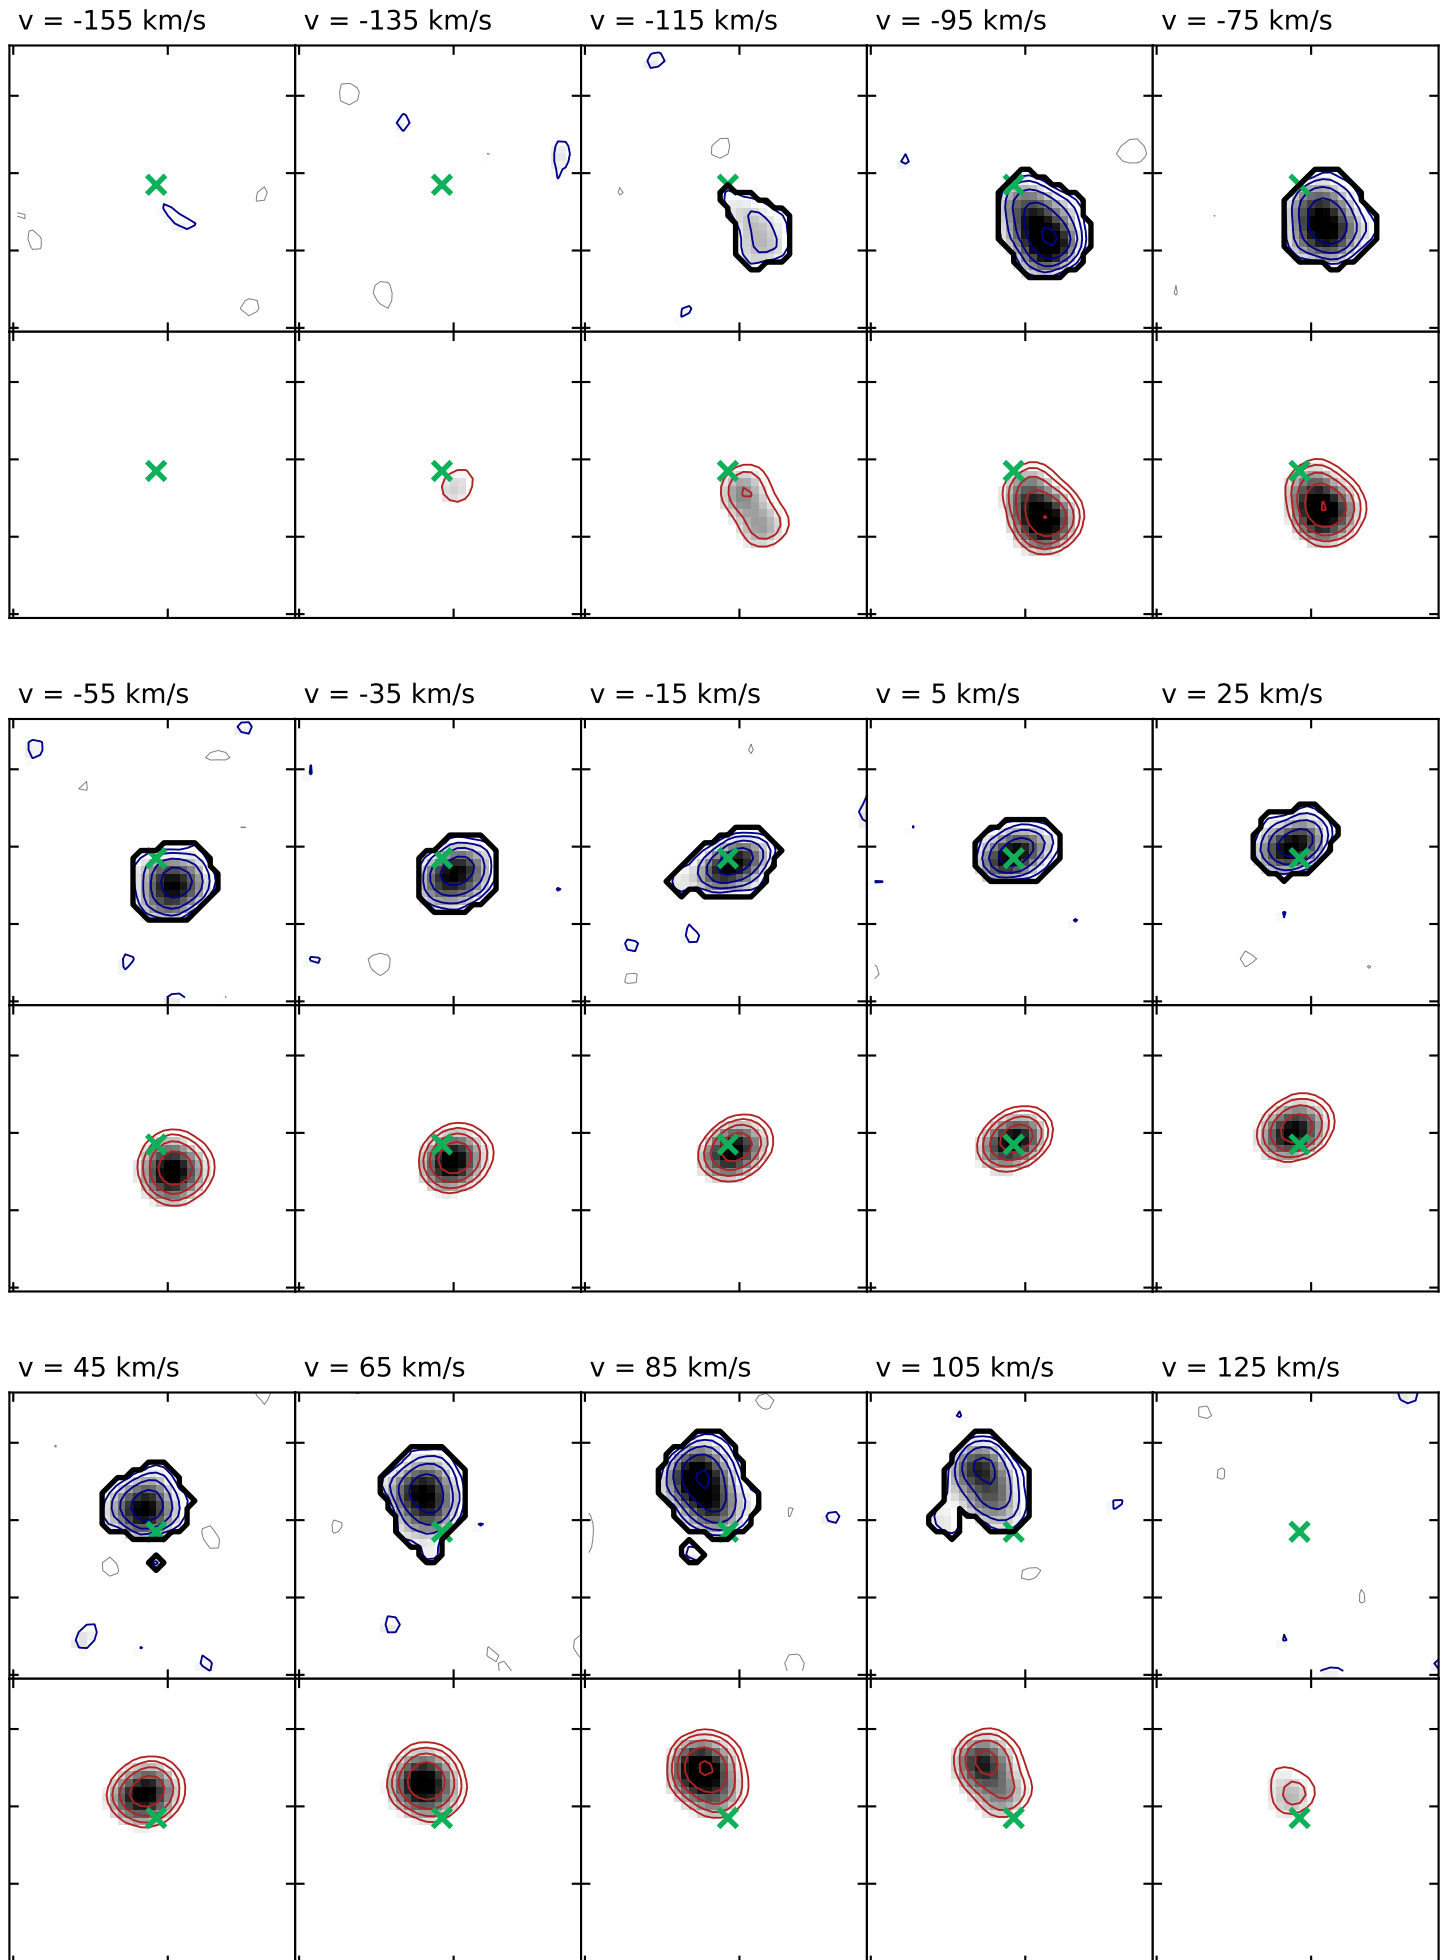 v = -155 km/s
v = -135 km/s
v = -115 km/s
v = -95 km/s
v = -75 km/s
v = -55 km/s
v = -35 km/s
v = -15 km/s
v = 5 km/s
v = 25 km/s
v = 45 km/s
v = 65 km/s
v = 85 km/s
v = 105 km/s
v = 125 km/s